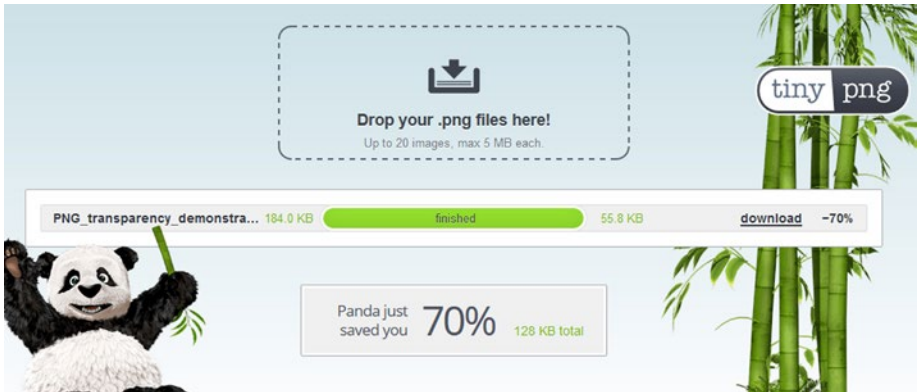 tiny png
Drop your .png files here!
Up to 20 images, max 5 MB each.
PNG_transparency_demonstra... 184.0 KB finished 55.8 KB download −70%
Panda just
saved you 70% 128 KB total